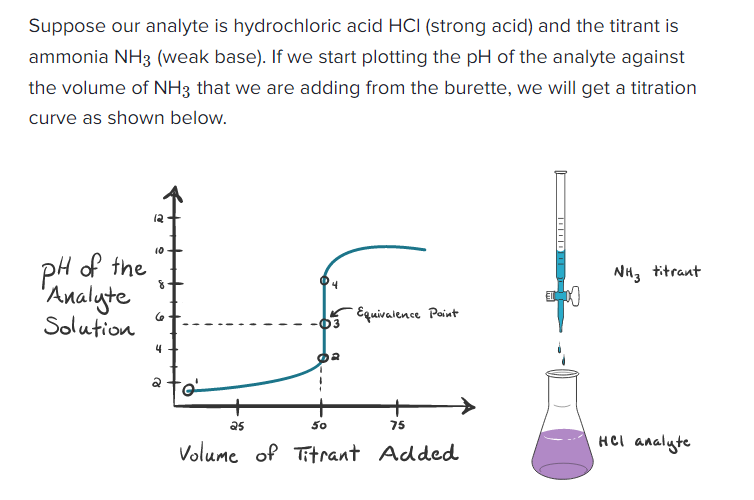 Suppose our analyte is hydrochloric acid HCl (strong acid) and the titrant is
ammonia NH3 (weak base). If we start plotting the pH of the analyte against
the volume of NH3 that we are adding from the burette, we will get a titration
curve as shown below.
12
10
pH of the
Analyte
Solution
8
6
4
2
1
4
3
Equivalence Point
2
25
50
75
Volume of Titrant Added
NH3 titrant
HCl analyte